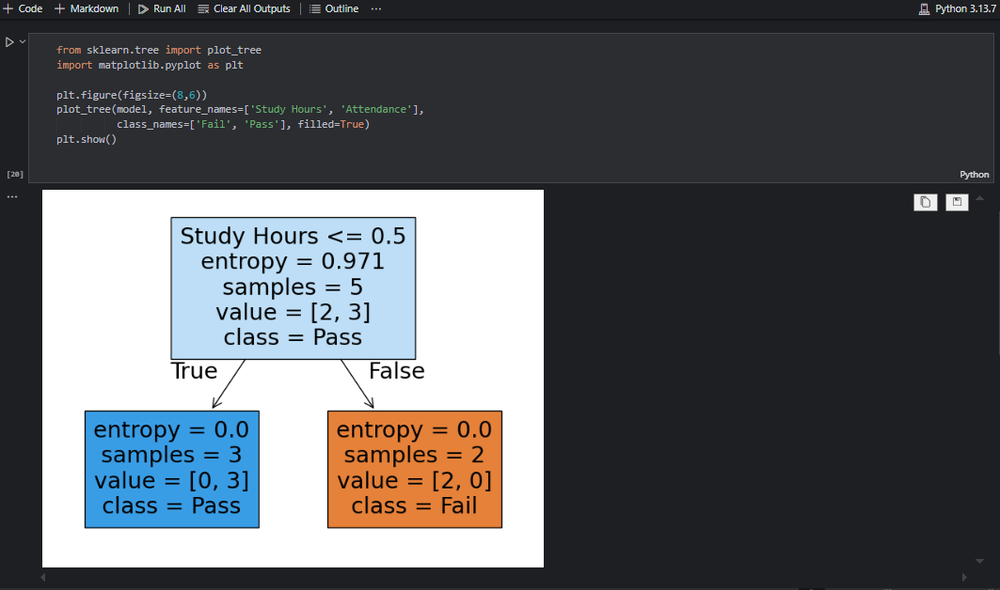 Code Markdown Run All Clear All Outputs Outline ... Python 3.13.7
from sklearn.tree import plot_tree
import matplotlib.pyplot as plt
plt.figure(figsize=(8,6))
plot_tree(model, feature_names=['Study Hours', 'Attendance'],
class_names=['Fail', 'Pass'], filled=True)
plt.show()
[20]
Python
...
Study Hours <= 0.5
entropy = 0.971
samples = 5
value = [2, 3]
class = Pass
True
False
entropy = 0.0
samples = 3
value = [0, 3]
class = Pass
entropy = 0.0
samples = 2
value = [2, 0]
class = Fail